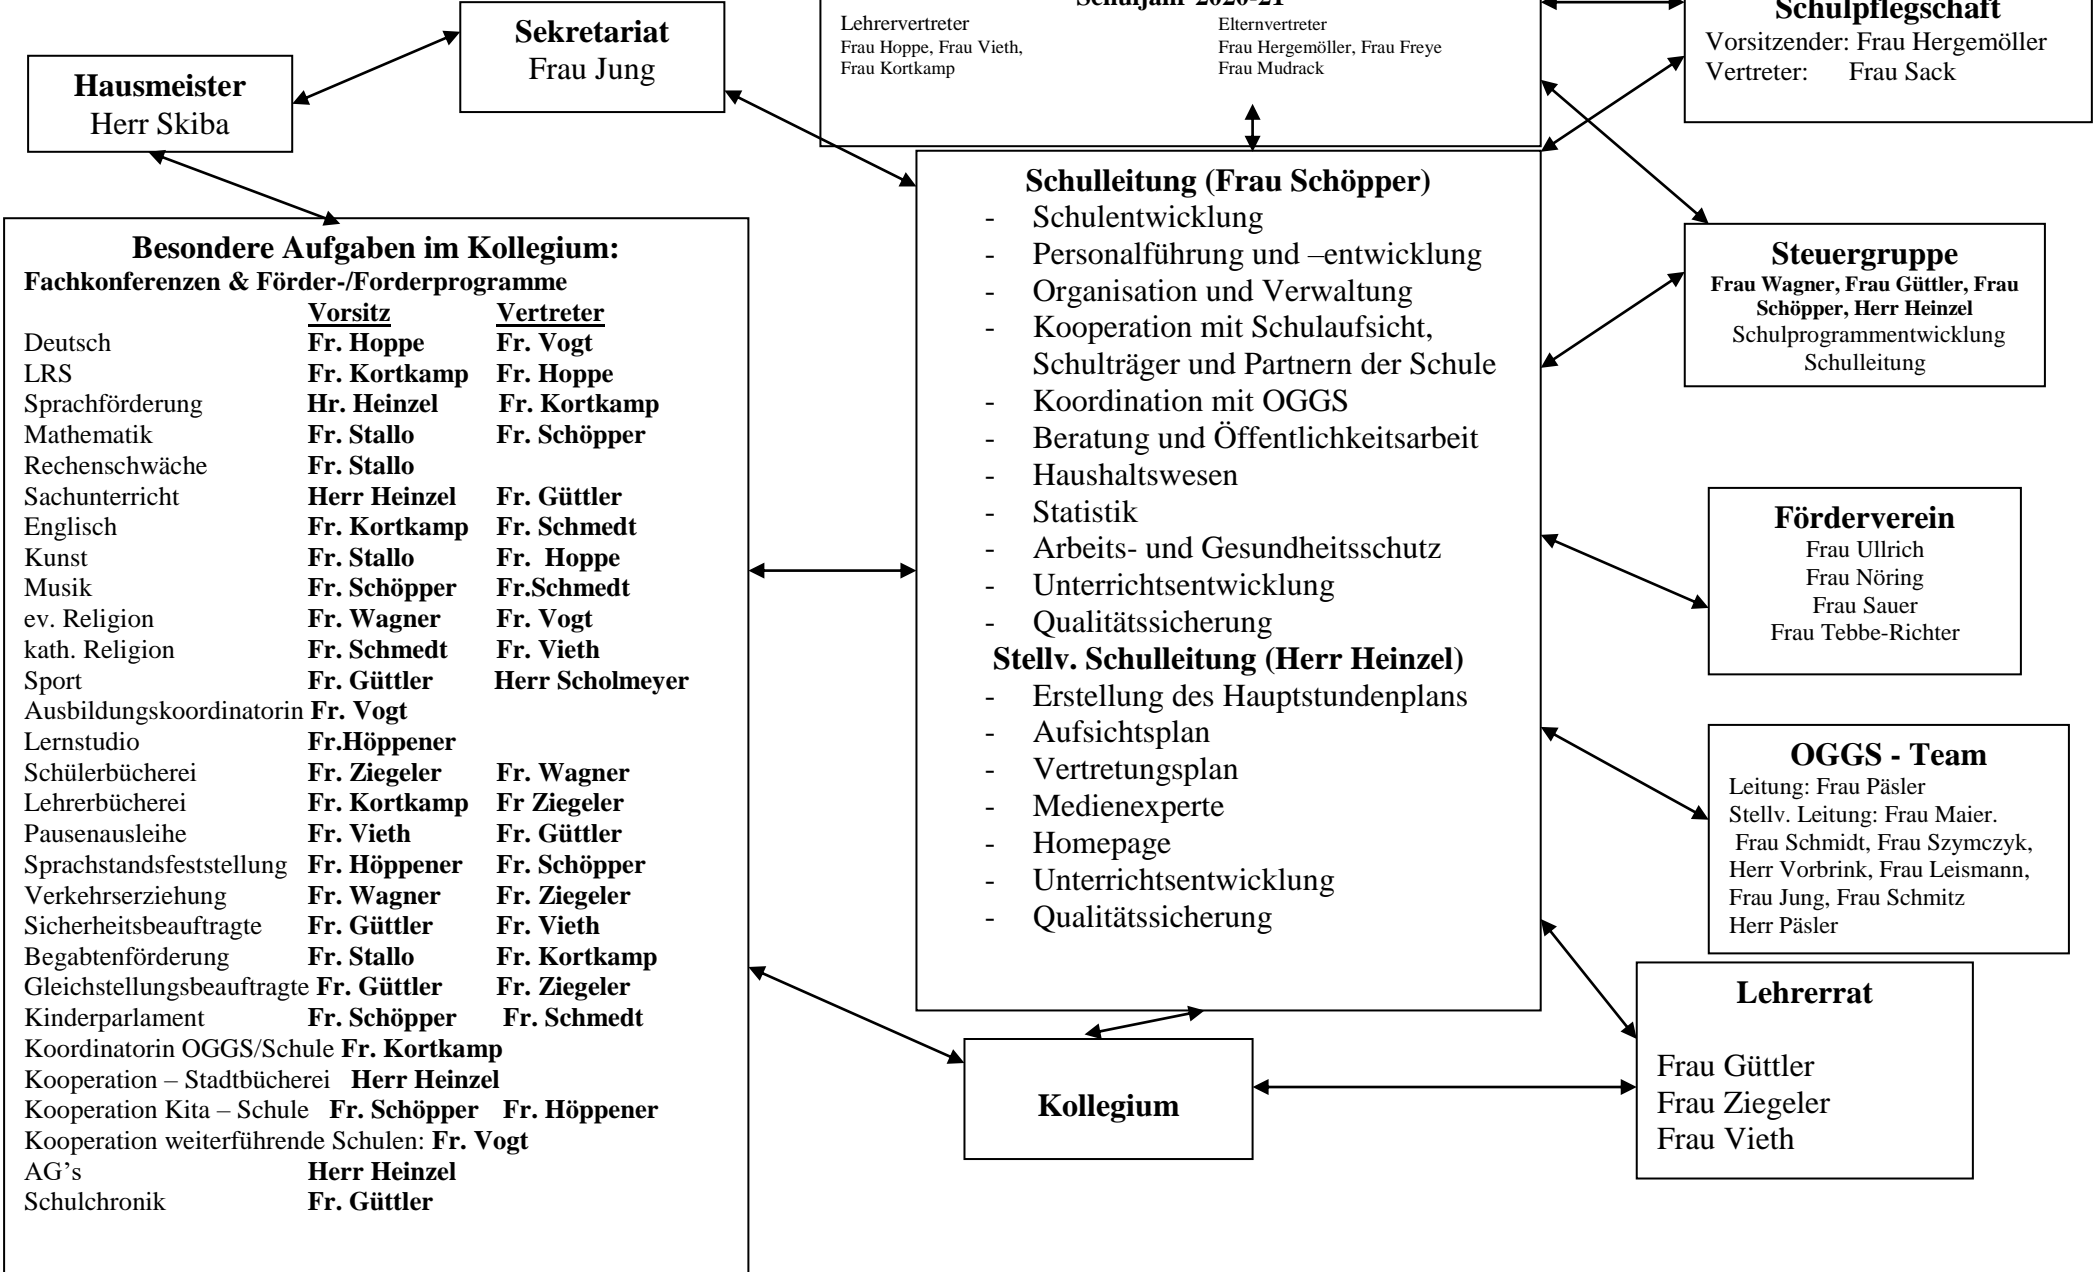 Schuljahr 2020-21
Lehrervertreter Elternvertreter
Frau Hoppe, Frau Vieth, Frau Hergemöller, Frau Freye
Frau Kortkamp Frau Mudrack
Schulpflegschaft
Vorsitzender: Frau Hergemöller
Vertreter: Frau Sack
Sekretariat
Frau Jung
Hausmeister
Herr Skiba
Besondere Aufgaben im Kollegium:
Fachkonferenzen & Förder-/Forderprogramme
Vorsitz Vertreter
Deutsch Fr. Hoppe Fr. Vogt
LRS Fr. Kortkamp Fr. Hoppe
Sprachförderung Hr. Heinzel Fr. Kortkamp
Mathematik Fr. Stallo Fr. Schöpper
Rechenschwäche Fr. Stallo
Sachunterricht Herr Heinzel Fr. Güttler
Englisch Fr. Kortkamp Fr. Schmedt
Kunst Fr. Stallo Fr. Hoppe
Musik Fr. Schöpper Fr.Schmedt
ev. Religion Fr. Wagner Fr. Vogt
kath. Religion Fr. Schmedt Fr. Vieth
Sport Fr. Güttler Herr Scholmeyer
Ausbildungskoordinatorin Fr. Vogt
Lernstudio Fr.Höppener
Schülerbücherei Fr. Ziegeler Fr. Wagner
Lehrerbücherei Fr. Kortkamp Fr Ziegeler
Pausenausleihe Fr. Vieth Fr. Güttler
Sprachstandsfeststellung Fr. Höppener Fr. Schöpper
Verkehrserziehung Fr. Wagner Fr. Ziegeler
Sicherheitsbeauftragte Fr. Güttler Fr. Vieth
Begabtenförderung Fr. Stallo Fr. Kortkamp
Gleichstellungsbeauftragte Fr. Güttler Fr. Ziegeler
Kinderparlament Fr. Schöpper Fr. Schmedt
Koordinatorin OGGS/Schule Fr. Kortkamp
Kooperation – Stadtbücherei Herr Heinzel
Kooperation Kita – Schule Fr. Schöpper Fr. Höppener
Kooperation weiterführende Schulen: Fr. Vogt
AG’s Herr Heinzel
Schulchronik Fr. Güttler
Schulleitung (Frau Schöpper)
- Schulentwicklung
- Personalführung und –entwicklung
- Organisation und Verwaltung
- Kooperation mit Schulaufsicht,
Schulträger und Partnern der Schule
- Koordination mit OGGS
- Beratung und Öffentlichkeitsarbeit
- Haushaltswesen
- Statistik
- Arbeits- und Gesundheitsschutz
- Unterrichtsentwicklung
- Qualitätssicherung
Stellv. Schulleitung (Herr Heinzel)
- Erstellung des Hauptstundenplans
- Aufsichtsplan
- Vertretungsplan
- Medienexperte
- Homepage
- Unterrichtsentwicklung
- Qualitätssicherung
Steuergruppe
Frau Wagner, Frau Güttler, Frau
Schöpper, Herr Heinzel
Schulprogrammentwicklung
Schulleitung
Förderverein
Frau Ullrich
Frau Nöring
Frau Sauer
Frau Tebbe-Richter
OGGS - Team
Leitung: Frau Päsler
Stellv. Leitung: Frau Maier.
Frau Schmidt, Frau Szymczyk,
Herr Vorbrink, Frau Leismann,
Frau Jung, Frau Schmitz
Herr Päsler
Lehrerrat
Frau Güttler
Frau Ziegeler
Frau Vieth
Kollegium